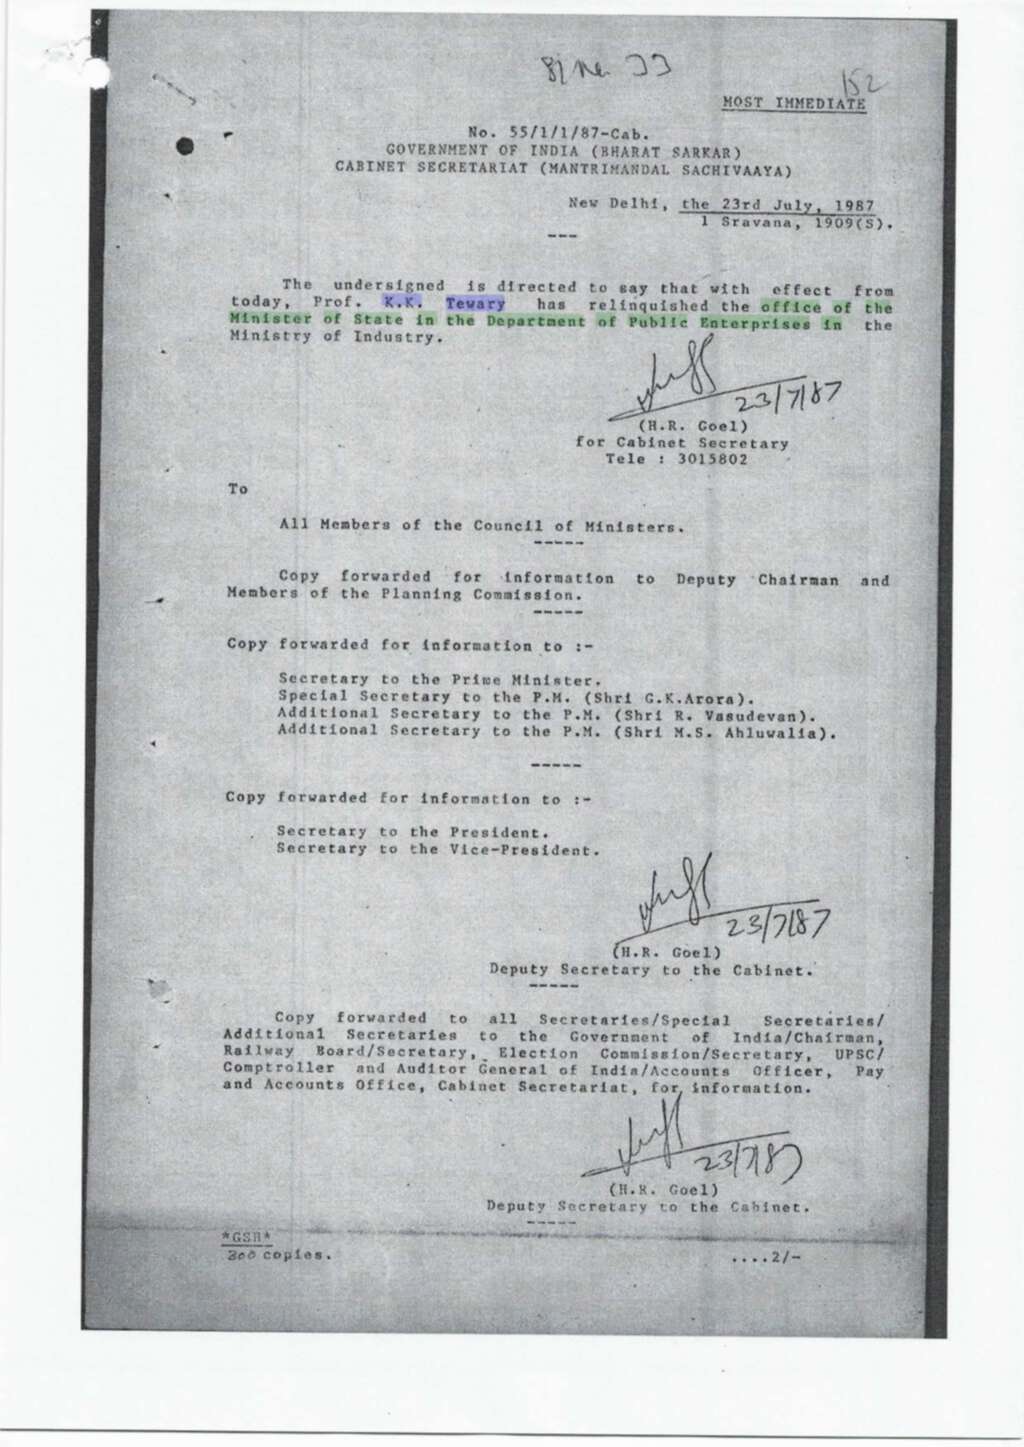 Sl No. 33
152
MOST IMMEDIATE
No. 55/1/1/87-Cab.
GOVERNMENT OF INDIA (BHARAT SARKAR)
CABINET SECRETARIAT (MANTRIMANDAL SACHIVAAYA)
New Delhi, the 23rd July, 1987
1 Sravana, 1909(S).
---
The undersigned is directed to say that with effect from
today, Prof. K.K. Tewary has relinquished the office of the
Minister of State in the Department of Public Enterprises in the
Ministry of Industry.
23/7/87
(H.R. Goel)
for Cabinet Secretary
Tele : 3015802
To
All Members of the Council of Ministers.
-----
Copy forwarded for information to Deputy Chairman and
Members of the Planning Commission.
-----
Copy forwarded for information to :-
Secretary to the Prime Minister.
Special Secretary to the P.M. (Shri G.K.Arora).
Additional Secretary to the P.M. (Shri R. Vasudevan).
Additional Secretary to the P.M. (Shri M.S. Ahluwalia).
-----
Copy forwarded for information to :-
Secretary to the President.
Secretary to the Vice-President.
23/7/87
(H.R. Goel)
Deputy Secretary to the Cabinet.
-----
Copy forwarded to all Secretaries/Special Secretaries/
Additional Secretaries to the Government of India/Chairman,
Railway Board/Secretary, Election Commission/Secretary, UPSC/
Comptroller and Auditor General of India/Accounts Officer, Pay
and Accounts Office, Cabinet Secretariat, for information.
23/7/87
(H.R. Goel)
Deputy Secretary to the Cabinet.
-----
*GSR*
300 copies.
....2/-